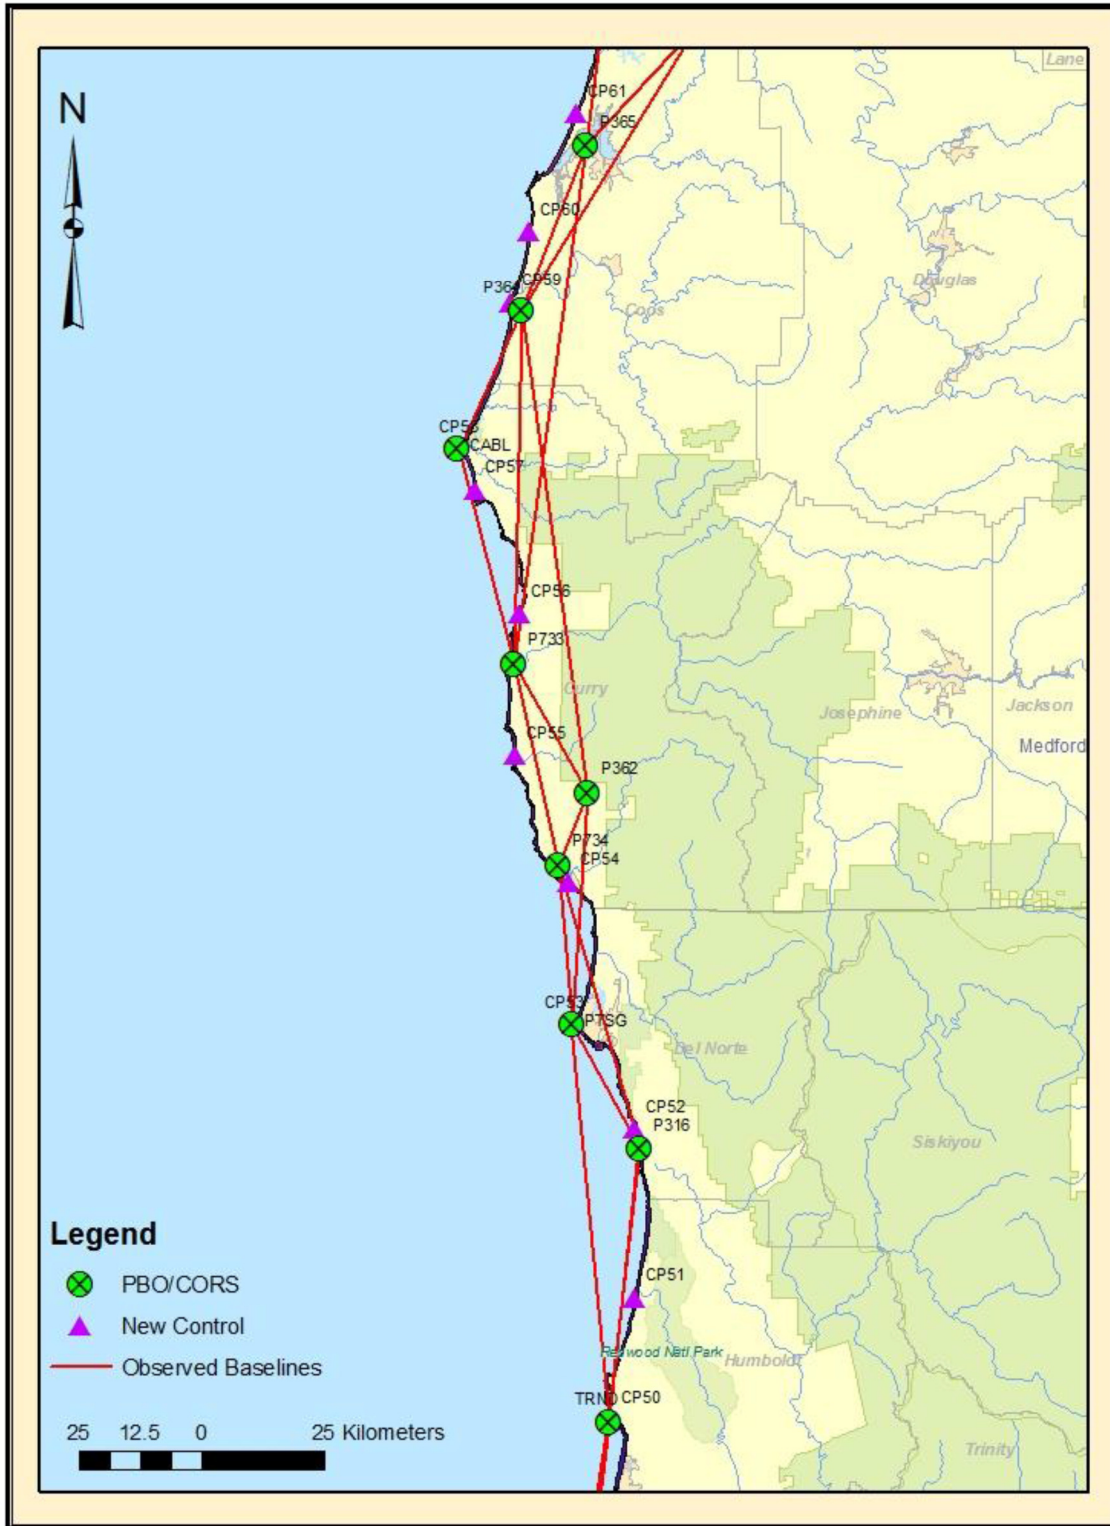 Lane
N
CP61
P365
CP60
CP59
P364
Douglas
Coos
CABL
CP57
CP56
P733
Curry
Josephine
Jackson
CP55
Medford
P362
P734
CP54
CP53
PTSG
Del Norte
CP52
P316
Siskiyou
Legend
PBO/CORS
New Control
Observed Baselines
CP51
Redwood Natl Park
Humboldt
TRND CP50
25 12.5 0 25 Kilometers
Trinity